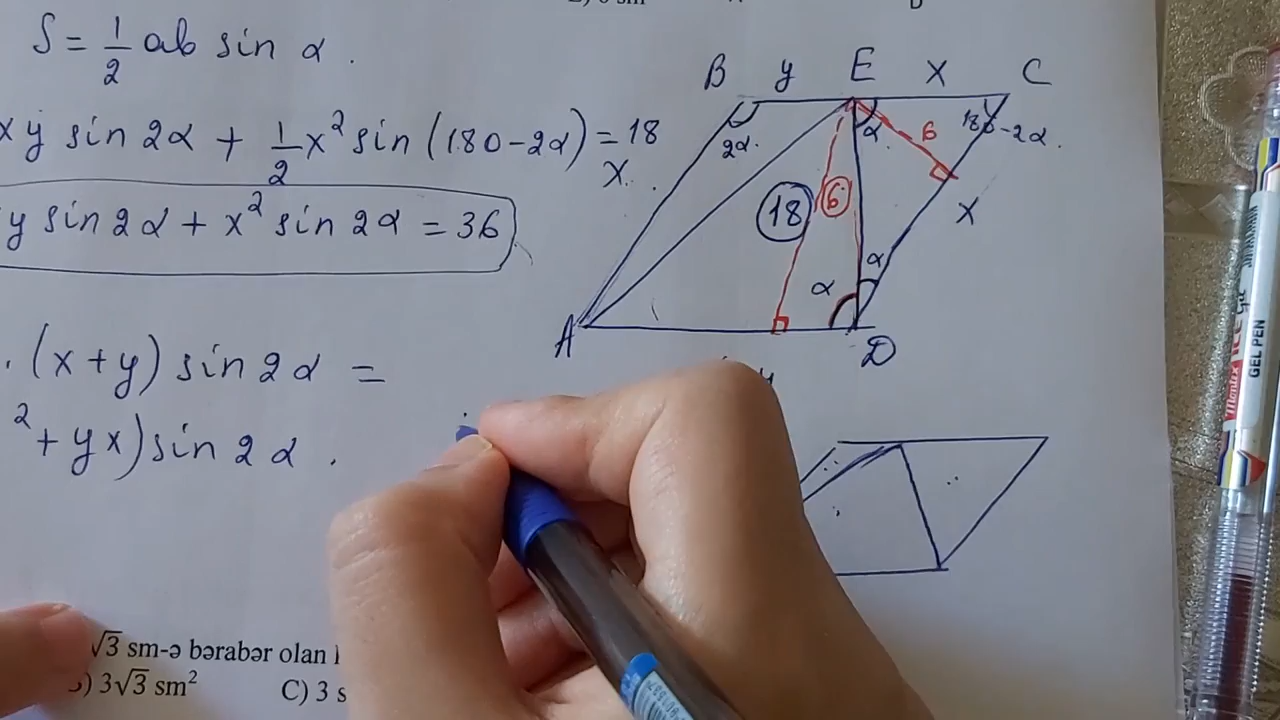 S = 1/2 ab sin α .
xy sin 2α + 1/2 x² sin (180 - 2α) = 18
x .
y sin 2α + x² sin 2α = 36
. (x + y) sin 2α =
² + yx) sin 2α .
B y E x C
2α.
α
6
180-2α.
18
6
x
α
α
A
D
y
√3 sm-ə bərabər olan
) 3√3 sm² C) 3 s
Montex
GEL PEN